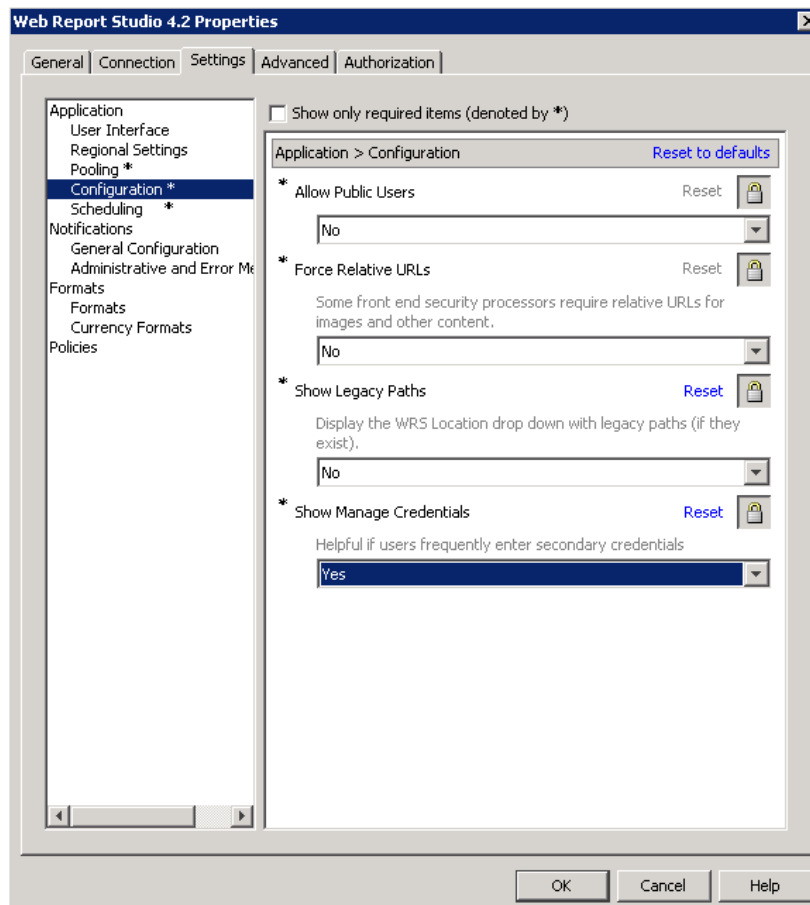 Web Report Studio 4.2 Properties
General Connection Settings Advanced Authorization
Application
User Interface
Regional Settings
Pooling *
Configuration *
Scheduling *
Notifications
General Configuration
Administrative and Error Me
Formats
Formats
Currency Formats
Policies
Show only required items (denoted by *)
Application > Configuration Reset to defaults
* Allow Public Users Reset
No
* Force Relative URLs Reset
Some front end security processors require relative URLs for
images and other content.
No
* Show Legacy Paths Reset
Display the WRS Location drop down with legacy paths (if they
exist).
No
* Show Manage Credentials Reset
Helpful if users frequently enter secondary credentials
Yes
OK Cancel Help